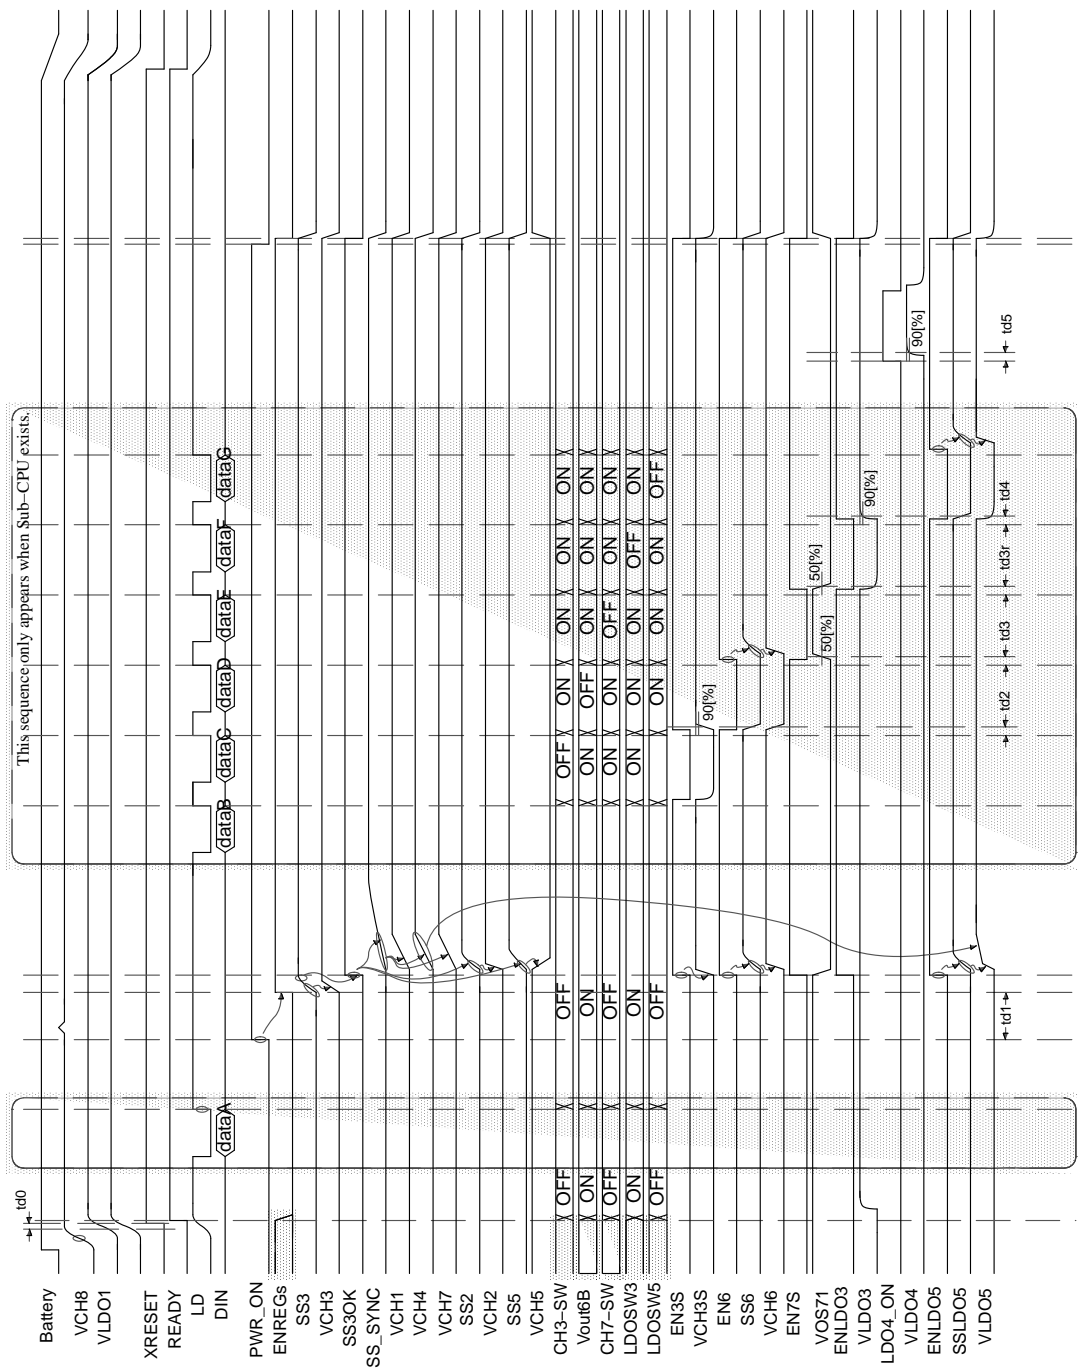 td0 This sequence only appears when Sub-CPU exists.
Battery
VCH8
VLDO1
XRESET
READY
LD
DIN dataA dataB dataC dataD dataE dataF dataG
PWR_ON
ENREGs
SS3
VCH3
SS3OK
SS_SYNC
VCH1
VCH4
VCH7
SS2
VCH2
SS5
VCH5
CH3-SW OFF OFF OFF ON ON ON ON
Vout6B ON ON ON OFF ON ON ON
CH7-SW OFF OFF ON ON OFF ON ON
LDOSW3 ON ON ON ON ON OFF ON
LDOSW5 OFF OFF ON ON ON OFF
EN3S
VCH3S 90[%]
EN6
SS6
VCH6
EN7S
VOS71 50[%] 50[%]
ENLDO3
VLDO3 90[%]
LDO4_ON
VLDO4 90[%]
ENLDO5
SSLDO5
VLDO5
td1 td2 td3 td3r td4 td5